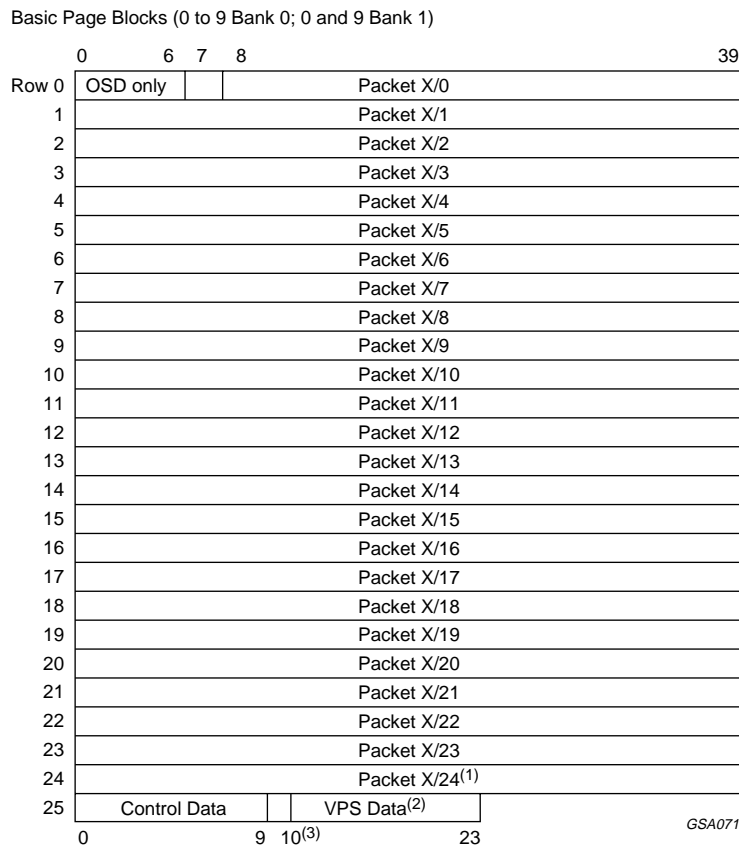 Basic Page Blocks (0 to 9 Bank 0; 0 and 9 Bank 1)
0 6 7 8 39
Row 0 OSD only Packet X/0
1 Packet X/1
2 Packet X/2
3 Packet X/3
4 Packet X/4
5 Packet X/5
6 Packet X/6
7 Packet X/7
8 Packet X/8
9 Packet X/9
10 Packet X/10
11 Packet X/11
12 Packet X/12
13 Packet X/13
14 Packet X/14
15 Packet X/15
16 Packet X/16
17 Packet X/17
18 Packet X/18
19 Packet X/19
20 Packet X/20
21 Packet X/21
22 Packet X/22
23 Packet X/23
24 Packet X/24(1)
25 Control Data VPS Data(2)
0 9 10(3) 23
GSA071